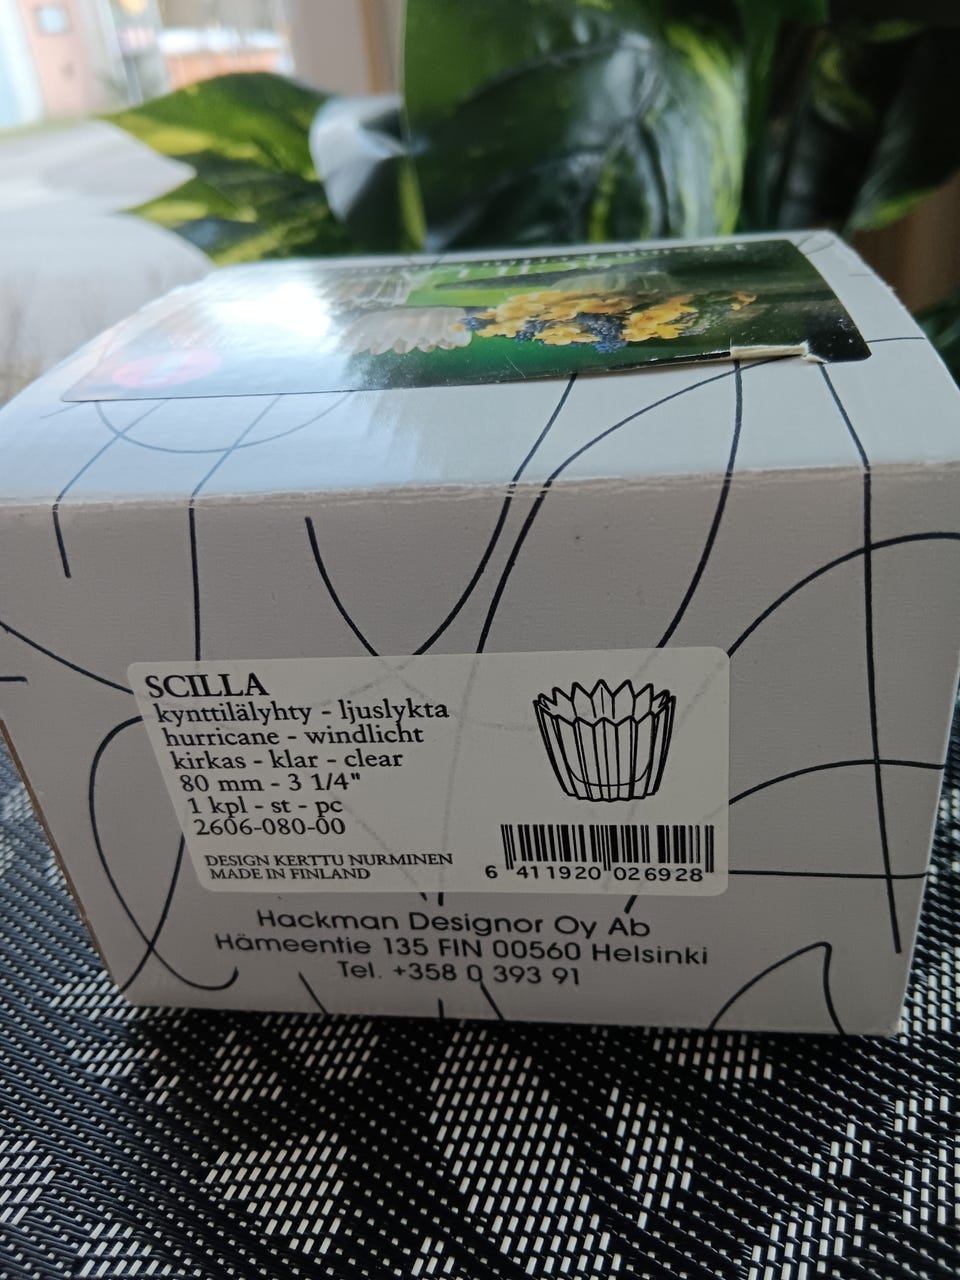 SCILLA
kynttilälyhty - ljuslykta
hurricane - windlicht
kirkas - klar - clear
80 mm - 3 1/4"
1 kpl - st - pc
2606-080-00
DESIGN KERTTU NURMINEN
MADE IN FINLAND
6 411920 026928
Hackman Designor Oy Ab
Hämeentie 135 FIN 00560 Helsinki
Tel. +358 0 393 91